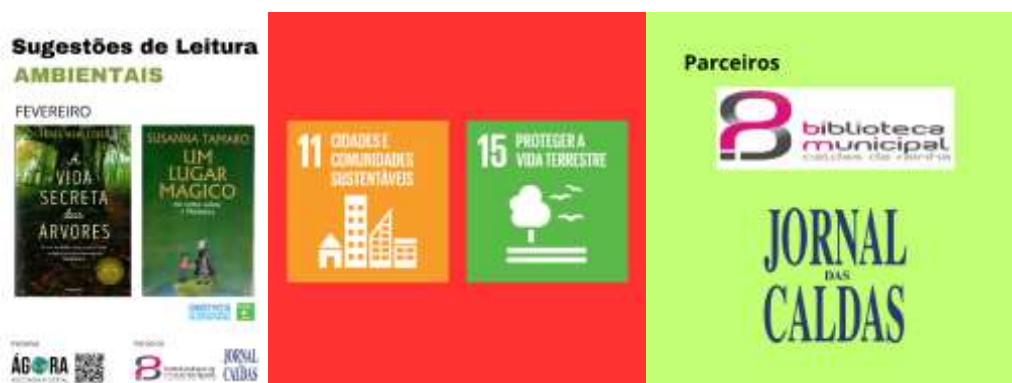 Sugestões de Leitura
AMBIENTAIS
FEVEREIRO
A
VIDA
SECRETA
das
ÁRVORES
SUSANNA TAMARO
UM
LUGAR
MÁGICO
ÁGORA
JORNAL
DAS
CALDAS
11 CIDADES E
COMUNIDADES
SUSTENTÁVEIS
15 PROTEGER A
VIDA TERRESTRE
Parceiros
biblioteca
municipal
caldas da rainha
JORNAL
DAS
CALDAS